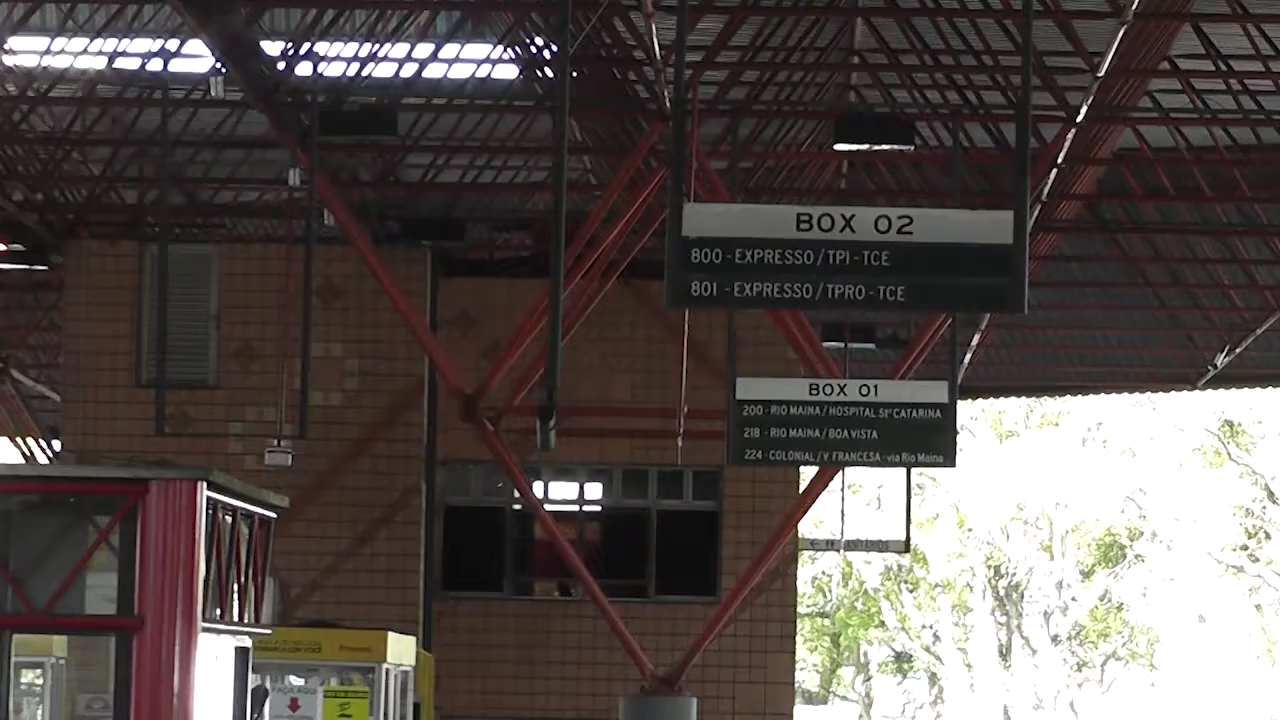 BOX 02
800 - EXPRESSO / TPI - TCE
801 - EXPRESSO / TPRO - TCE
BOX 01
200 - RIO MAINA / HOSPITAL Stª CATARINA
218 - RIO MAINA / BOA VISTA
224 - COLONIAL / V. FRANCESA - via Rio Maina